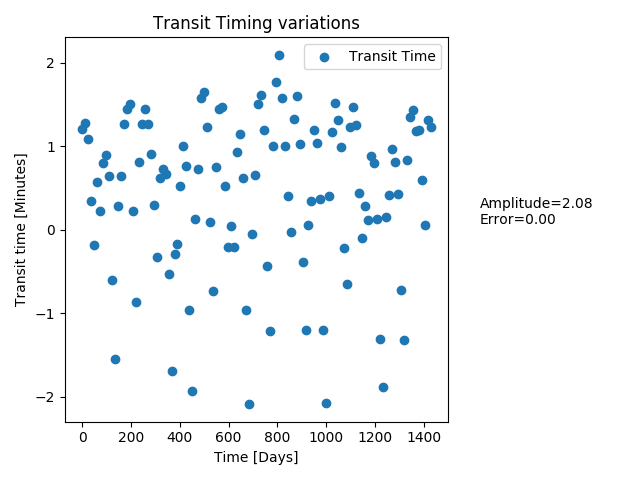 Transit Timing variations
Transit Time
Transit time [Minutes]
2
1
0
−1
−2
0 200 400 600 800 1000 1200 1400
Time [Days]
Amplitude=2.08
Error=0.00